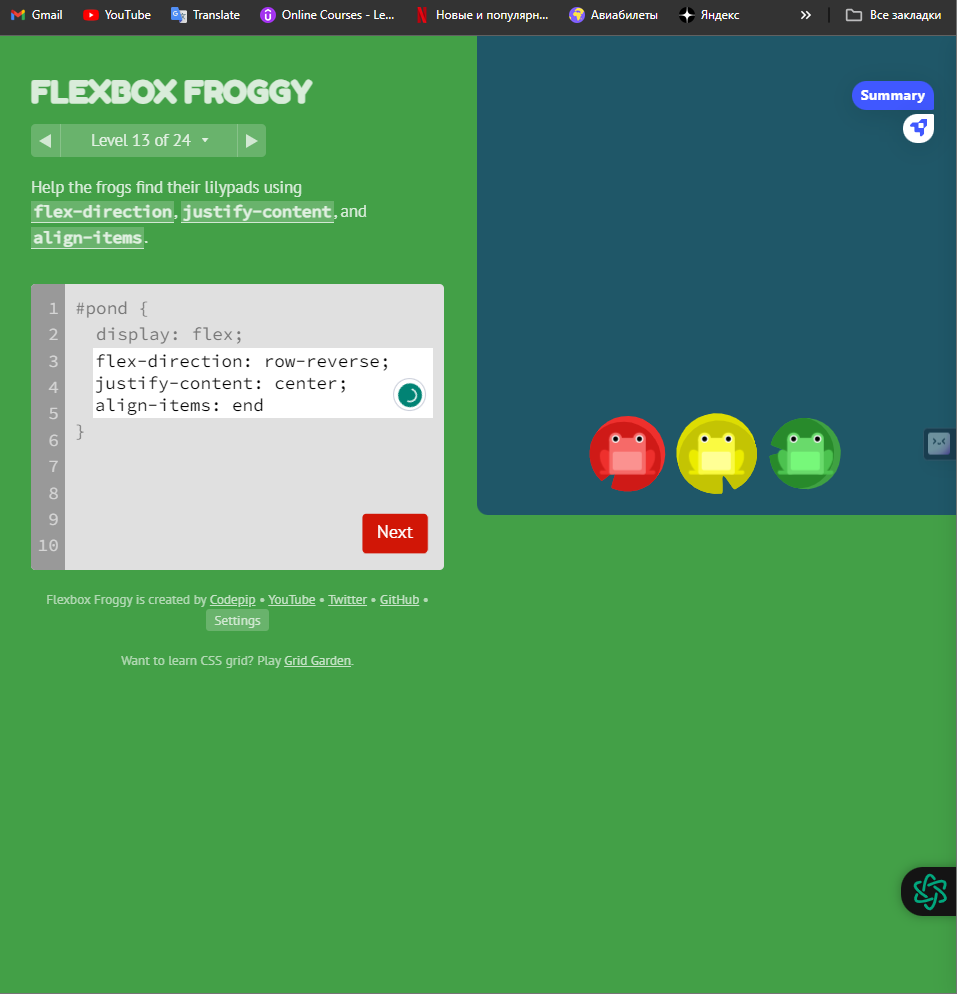 Gmail YouTube Translate Online Courses - Le... Новые и популярн... Авиабилеты Яндекс » Все закладки
FLEXBOX FROGGY
◀ Level 13 of 24 ▾ ▶
Help the frogs find their lilypads using
flex-direction, justify-content, and
align-items.
1 #pond {
2 display: flex;
3 flex-direction: row-reverse;
4 justify-content: center;
5 align-items: end
6 }
7
8
9
10
Next
Flexbox Froggy is created by Codepip • YouTube • Twitter • GitHub •
Settings
Want to learn CSS grid? Play Grid Garden.
Summary